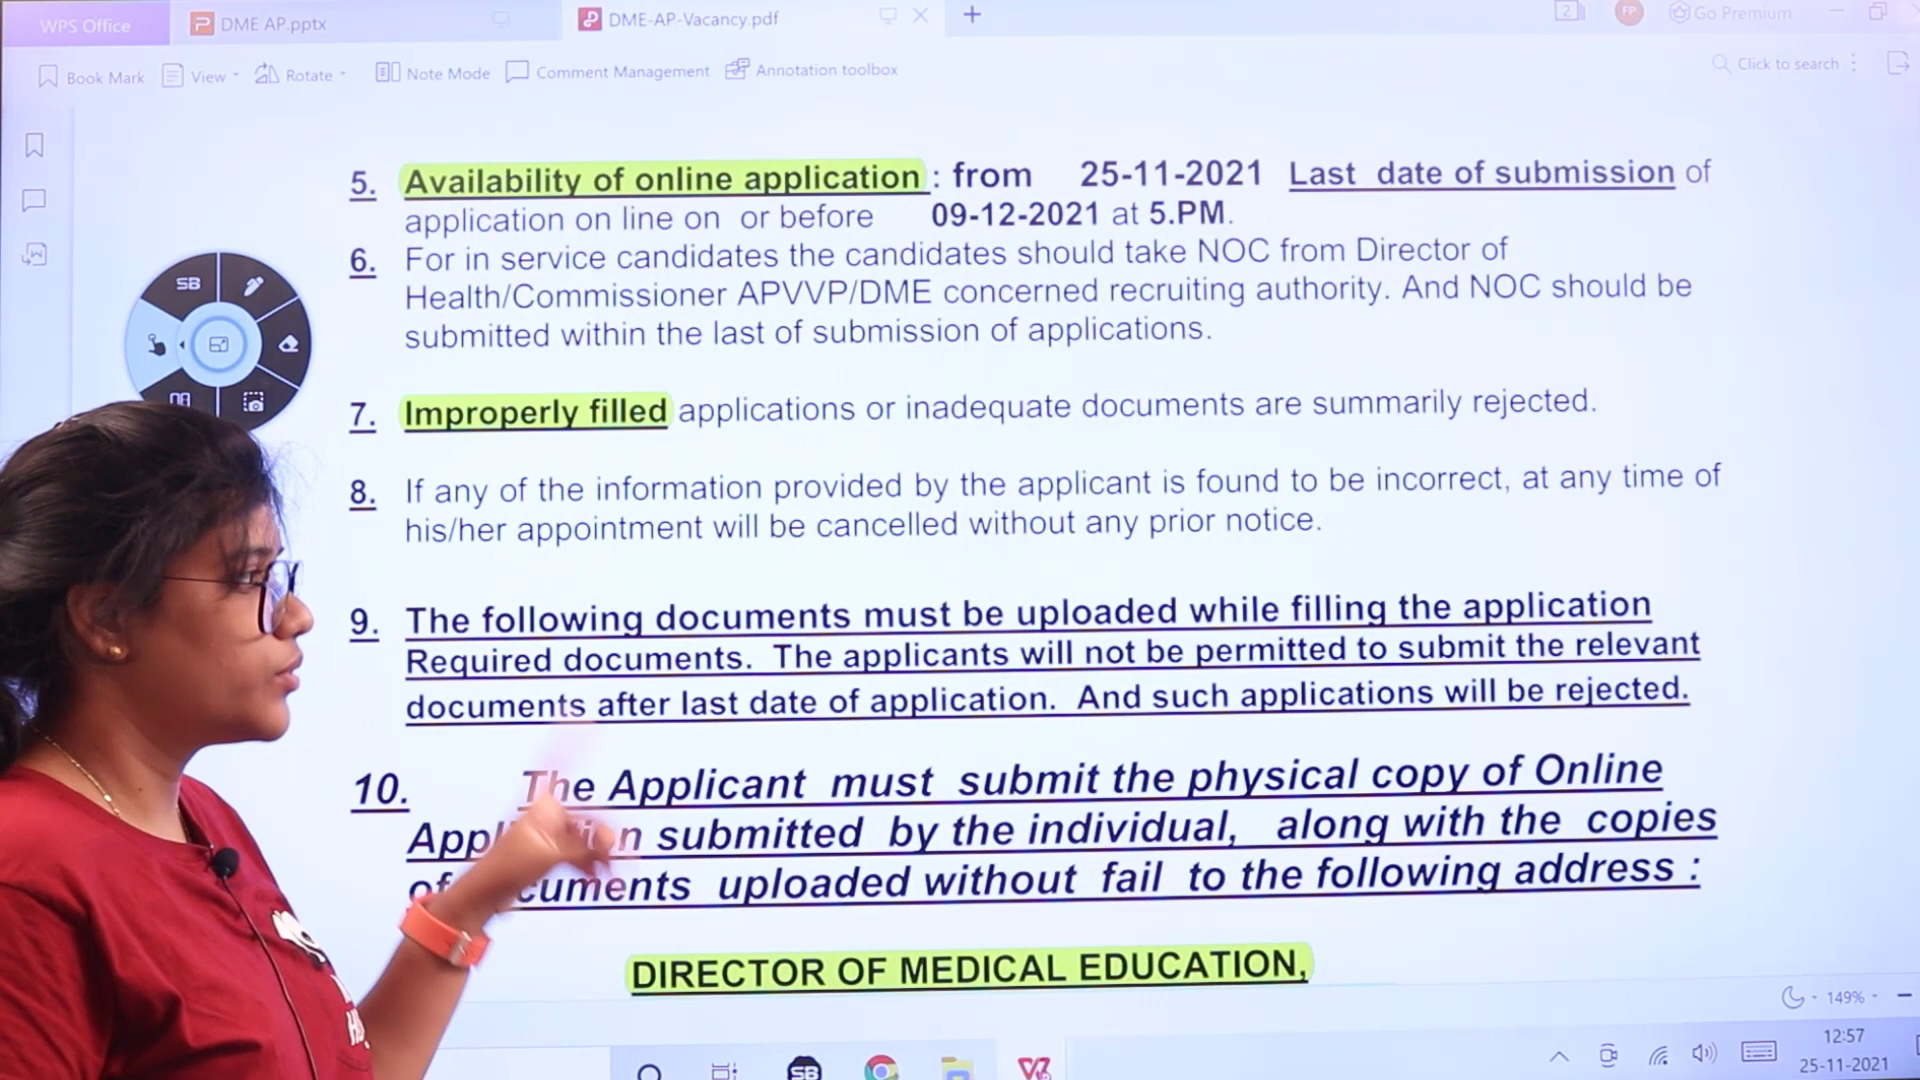 WPS Office
DME AP.pptx
DME-AP-Vacancy.pdf
2
FP
Go Premium
Book Mark
View
Rotate
Note Mode
Comment Management
Annotation toolbox
Click to search
5. Availability of online application : from 25-11-2021 Last date of submission of
application on line on or before 09-12-2021 at 5.PM.
6. For in service candidates the candidates should take NOC from Director of
Health/Commissioner APVVP/DME concerned recruiting authority. And NOC should be
submitted within the last of submission of applications.
SB
7. Improperly filled applications or inadequate documents are summarily rejected.
8. If any of the information provided by the applicant is found to be incorrect, at any time of
his/her appointment will be cancelled without any prior notice.
9. The following documents must be uploaded while filling the application
Required documents. The applicants will not be permitted to submit the relevant
documents after last date of application. And such applications will be rejected.
10. The Applicant must submit the physical copy of Online
submitted by the individual, along with the copies
of uploaded without fail to the following address :
DIRECTOR OF MEDICAL EDUCATION,
149%
SB
12:57
25-11-2021